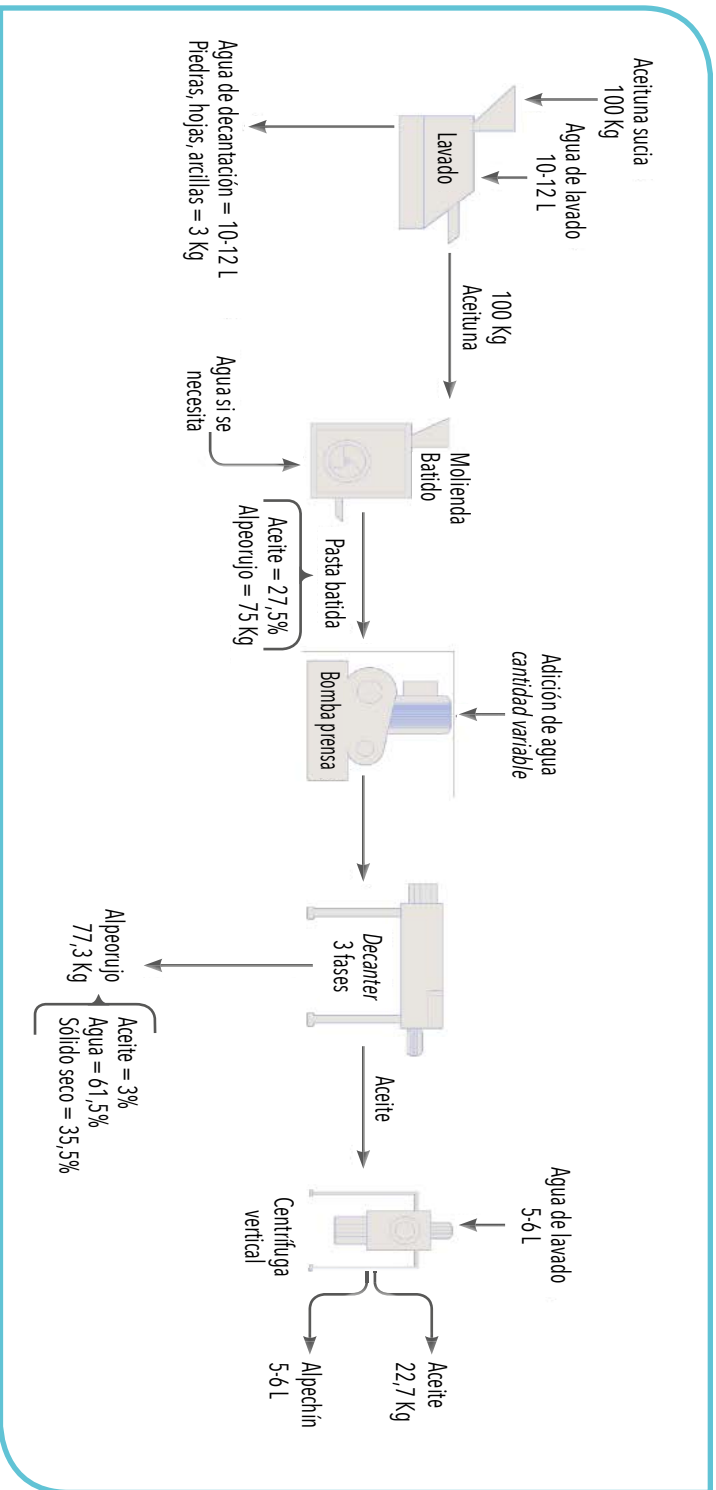 Aceituna sucia
100 Kg
Agua de lavado
10-12 L
Lavado
Agua de decantación = 10-12 L
Piedras, hojas, arcillas = 3 Kg
100 Kg
Aceituna
Molienda
Batido
Agua si se
necesita
Pasta batida
Aceite = 27,5%
Alpeorujo = 75 Kg
Adición de agua
cantidad variable
Bomba prensa
Decanter
3 fases
Alpeorujo
77,3 Kg
Aceite = 3%
Agua = 61,5%
Sólido seco = 35,5%
Aceite
Agua de lavado
5-6 L
Centrífuga
vertical
Aceite
22,7 Kg
Alpechín
5-6 L